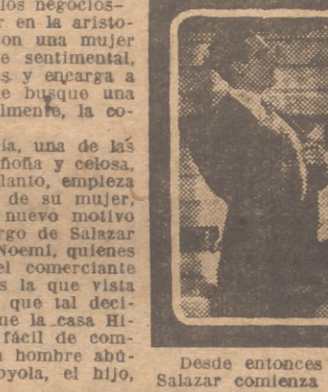 los negocios—
r en la aristo-
on una mujer
e sentimental,
s y encarga a
e busque una
lmente, la co-
ía, una de las
ñoña y celosa,
lanto, empleza
de su mujer,
nuevo motivo
rgo de Salazar
Noemí, quienes
el comerciante
s la que vista
que tal deci-
ue la casa Hi-
fácil de com-
a hombre abú-
oyola, el hijo,
Desde entonces
Salazar comienza